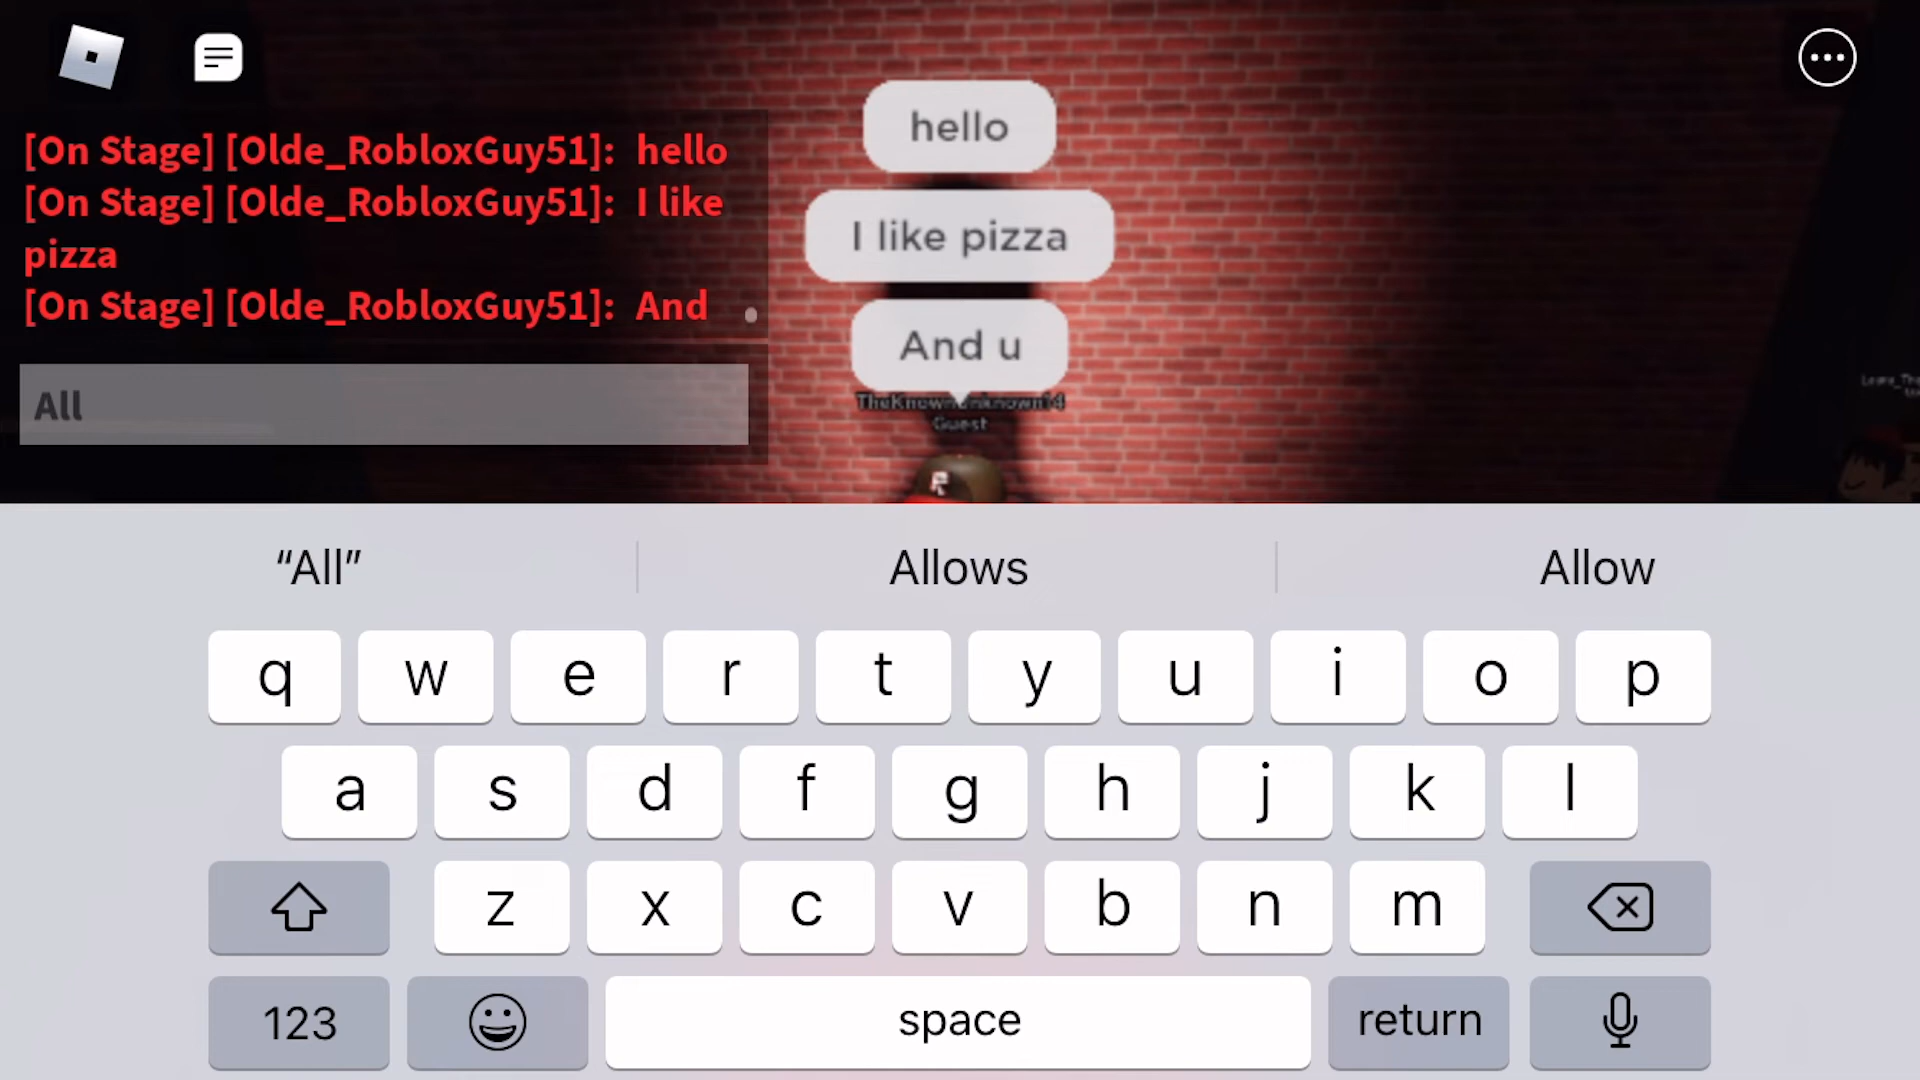 [On Stage] [Olde_RobloxGuy51]: hello
[On Stage] [Olde_RobloxGuy51]: I like
pizza
[On Stage] [Olde_RobloxGuy51]: And
All
hello
I like pizza
And u
Guest
“All” Allows Allow
q w e r t y u i o p
a s d f g h j k l
z x c v b n m
123 space return